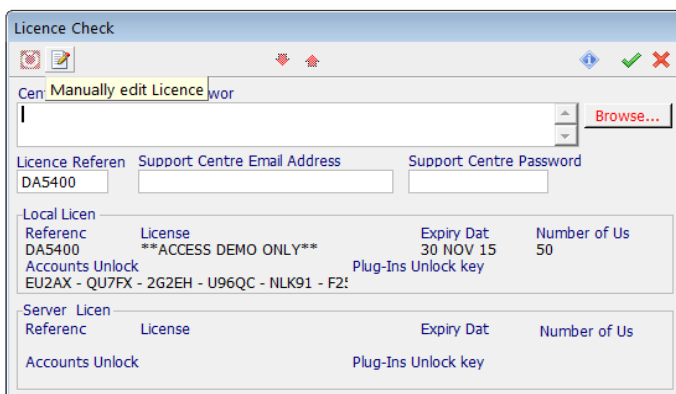 Licence Check
Manually edit Licence
Cen wor
Browse...
Licence Referen Support Centre Email Address Support Centre Password
DA5400
Local Licen
Referenc License Expiry Dat Number of Us
DA5400 **ACCESS DEMO ONLY** 30 NOV 15 50
Accounts Unlock Plug-Ins Unlock key
EU2AX - QU7FX - 2G2EH - U96QC - NLK91 - F25
Server Licen
Referenc License Expiry Dat Number of Us
Accounts Unlock Plug-Ins Unlock key